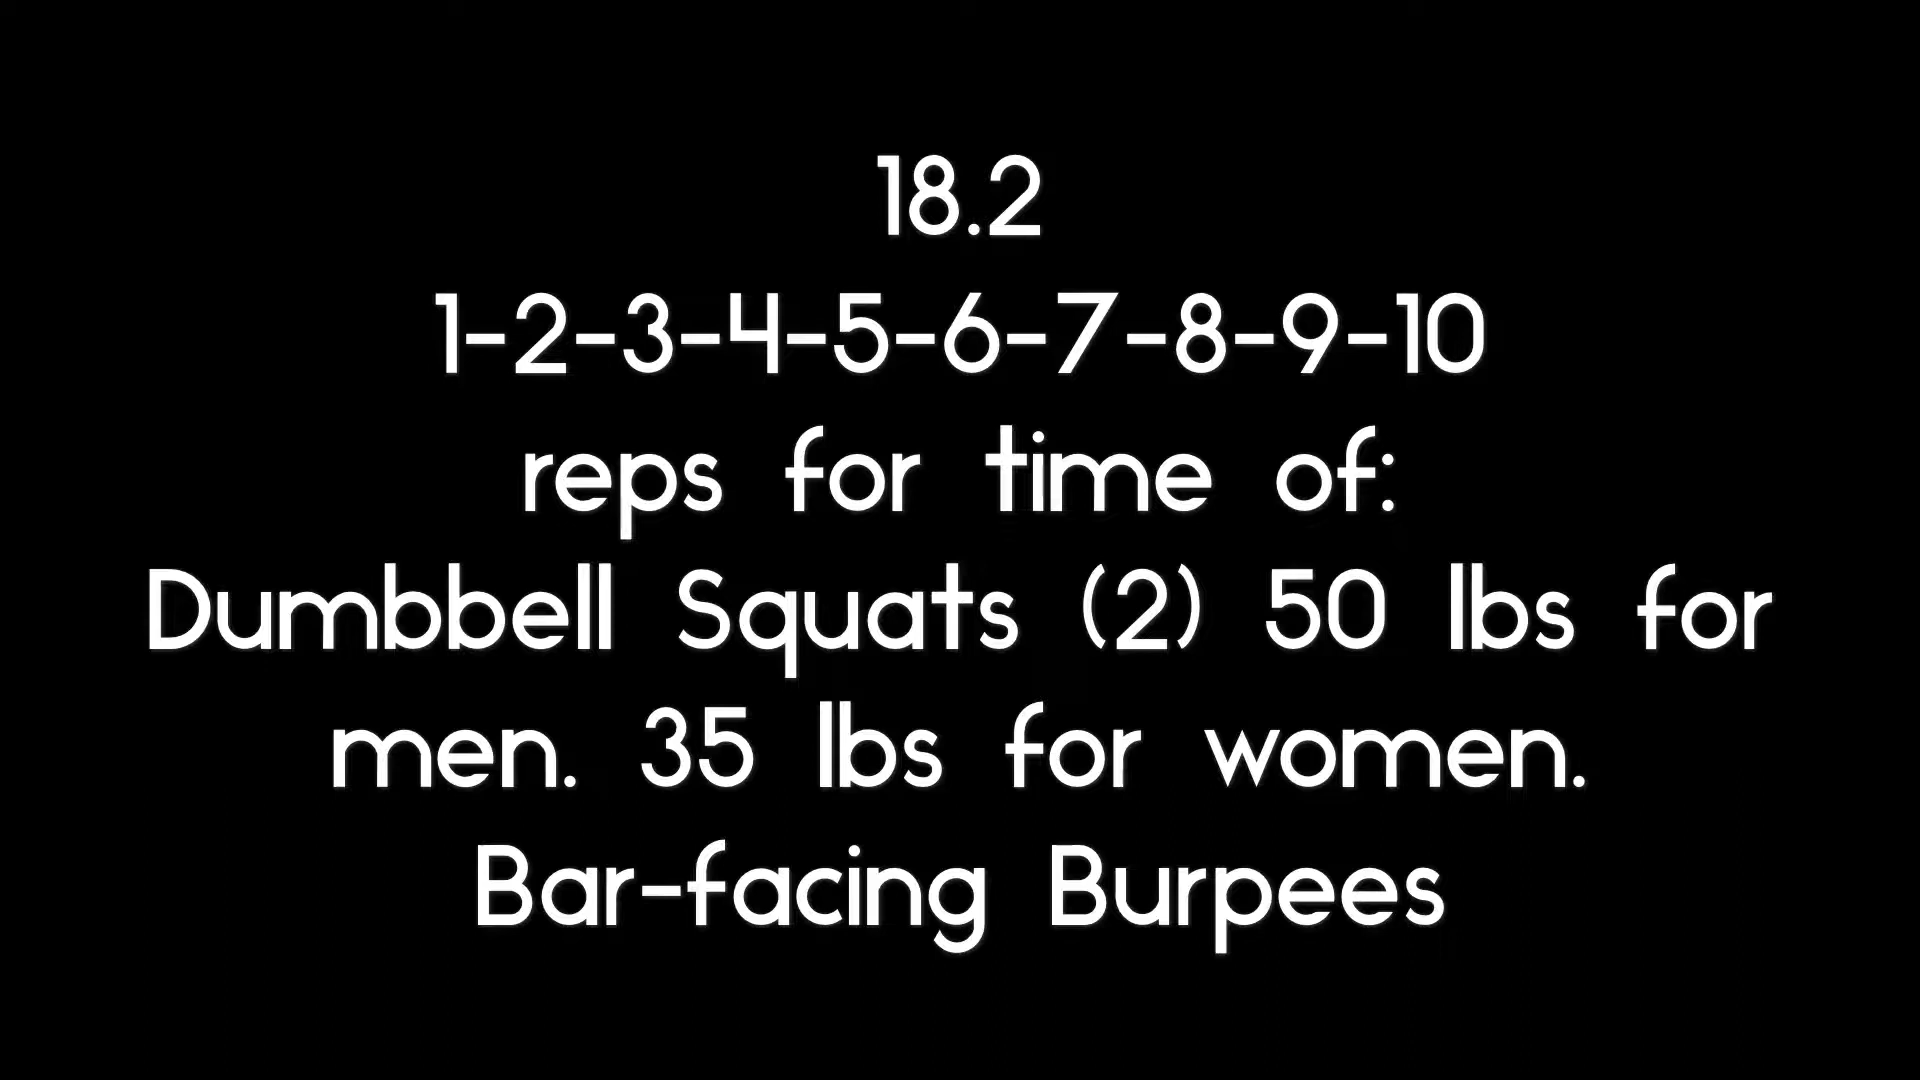 18.2
1-2-3-4-5-6-7-8-9-10
reps for time of:
Dumbbell Squats (2) 50 lbs for
men. 35 lbs for women.
Bar-facing Burpees